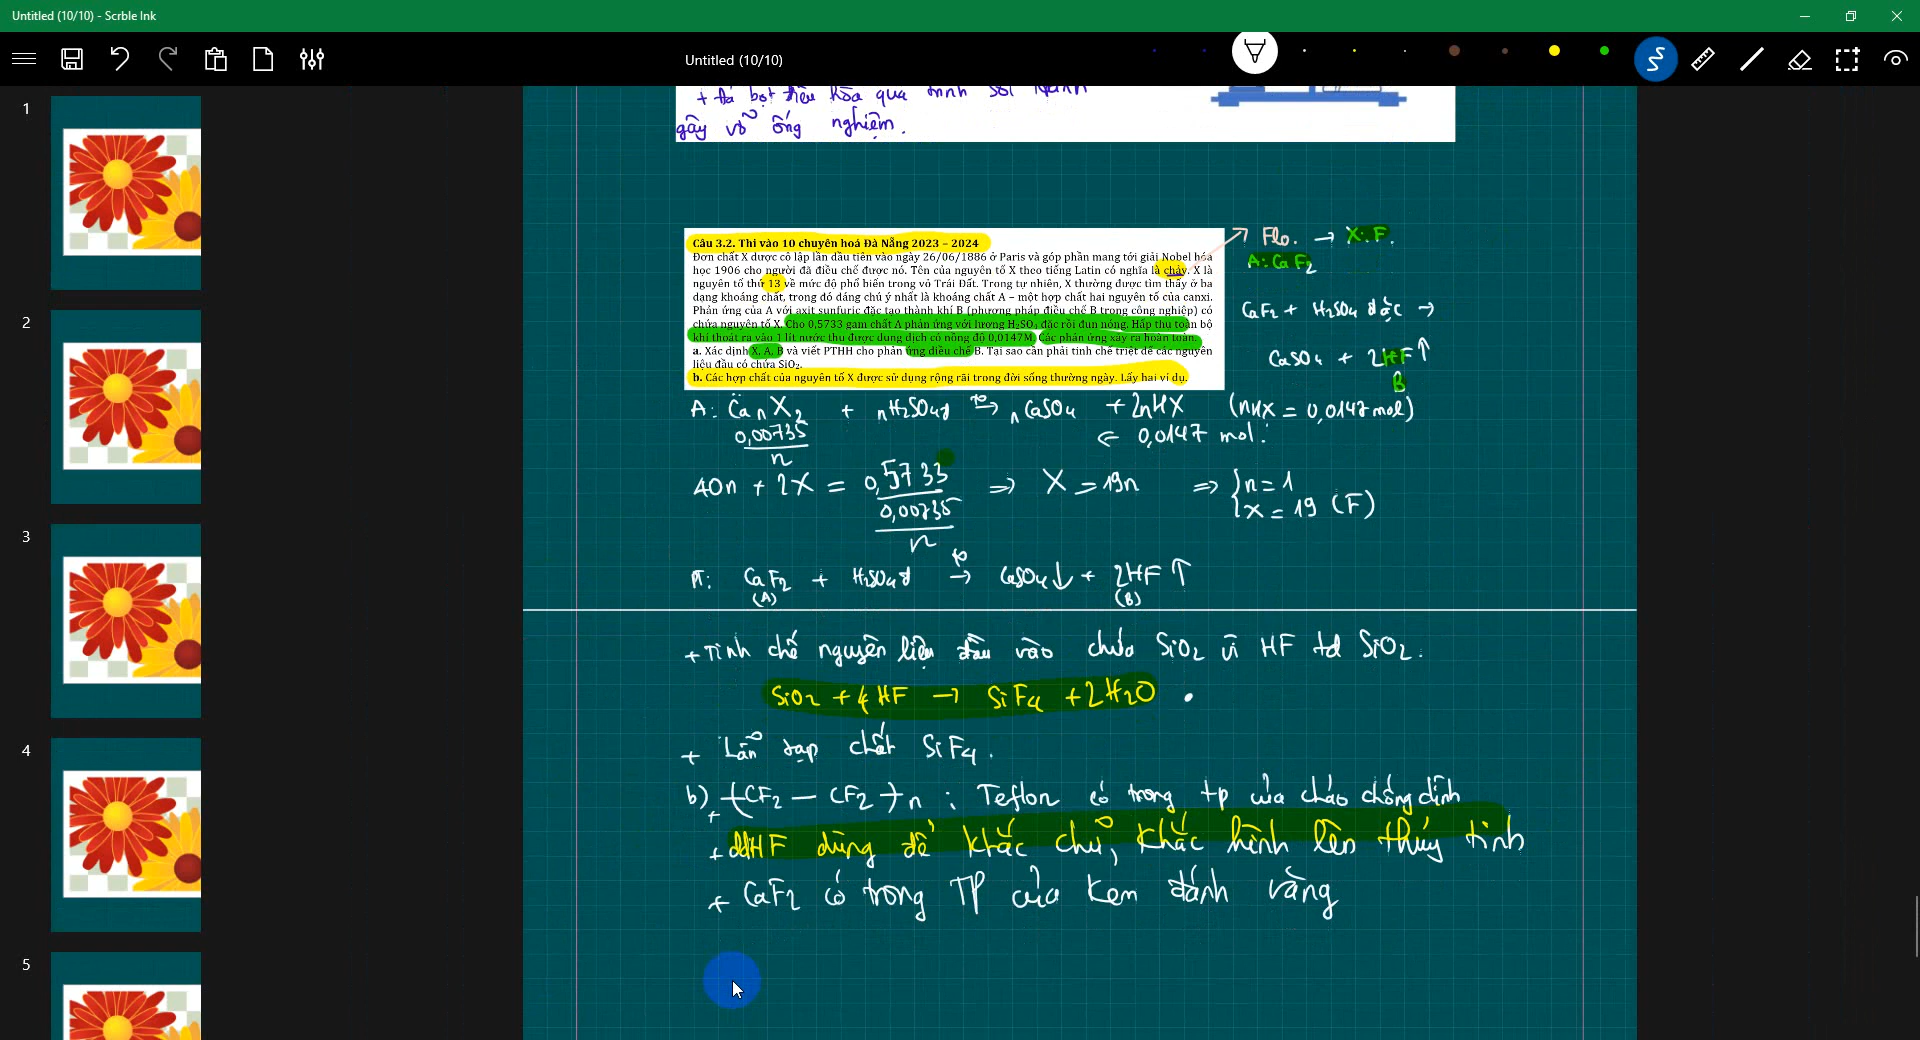 Untitled (10/10) - Scrble Ink
Untitled (10/10)
1
2
3
4
5
+ đá bọt điều hòa quá trình sôi tránh
gây vỡ ống nghiệm.
Câu 3.2. Thi vào 10 chuyên hoá Đà Nẵng 2023 – 2024
Đơn chất X được cô lập lần đầu tiên vào ngày 26/06/1886 ở Paris và góp phần mang tới giải Nobel hóa
học 1906 cho người đã điều chế được nó. Tên của nguyên tố X theo tiếng Latin có nghĩa là chảy. X là
nguyên tố thứ 13 về mức độ phổ biến trong vỏ Trái Đất. Trong tự nhiên, X thường được tìm thấy ở ba
dạng khoáng chất, trong đó đáng chú ý nhất là khoáng chất A – một hợp chất hai nguyên tố của canxi.
Phản ứng của A với axit sunfuric đặc tạo thành khí B (phương pháp điều chế B trong công nghiệp) có
chứa nguyên tố X. Cho 0,5733 gam chất A phản ứng với lượng H₂SO₄ đặc rồi đun nóng. Hấp thu toàn bộ
khí thoát ra vào 1 lít nước thu được dung dịch có nồng độ 0,0147M. Các phản ứng xảy ra hoàn toàn.
a. Xác định X, A, B và viết PTHH cho phản ứng điều chế B. Tại sao cần phải tinh chế triệt để các nguyên
liệu đầu có chứa SiO₂.
b. Các hợp chất của nguyên tố X được sử dụng rộng rãi trong đời sống thường ngày. Lấy hai ví dụ.
Flo. → X: F.
A: CaF₂
CaF₂ + H₂SO₄ đặc →
CaSO₄ + 2HF↑
B
A: CanX₂ + nH₂SO₄đ t° → nCaSO₄ + 2nHX (nHX = 0,0147 mol)
0,00735 / n ← 0,0147 mol.
40n + 2X = 0,5733 / (0,00735 / n) ⇒ X = 19n ⇒ { n = 1
X = 19 (F)
PT: CaF₂ + H₂SO₄đ t° → CaSO₄↓ + 2HF↑
(A) (B)
+ Tinh chế nguyên liệu đầu vào chứa SiO₂ vì HF td SiO₂.
SiO₂ + 4HF → SiF₄ + 2H₂O
+ Lẫn tạp chất SiF₄.
b) + (CF₂ – CF₂)n : Teflon có trong tp của chảo chống dính
+ ddHF dùng để khắc chữ, khắc hình lên thủy tinh
+ CaF₂ có trong TP của kem đánh răng